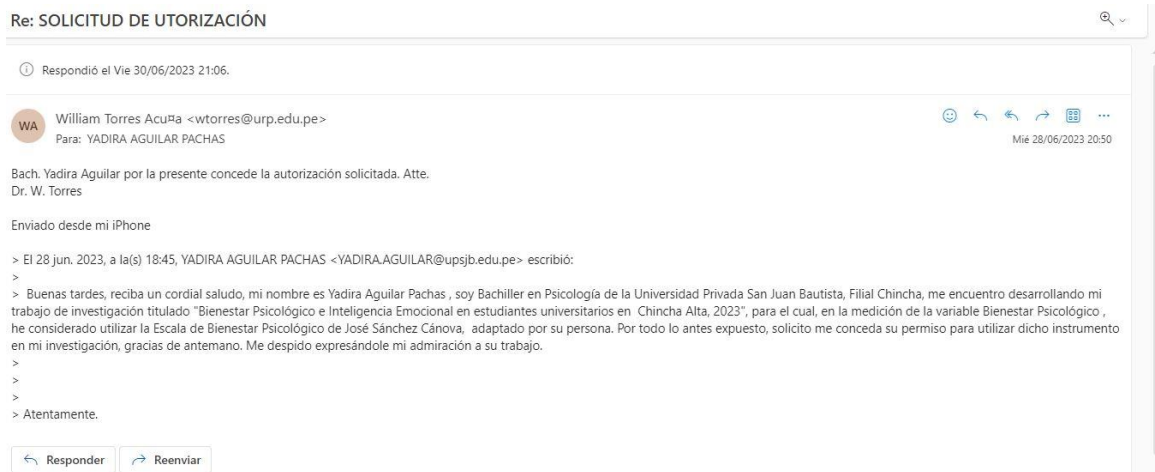 Re: SOLICITUD DE UTORIZACIÓN
Respondió el Vie 30/06/2023 21:06.
WA
William Torres Acu¤a <wtorres@urp.edu.pe>
Para: YADIRA AGUILAR PACHAS
Mié 28/06/2023 20:50
Bach. Yadira Aguilar por la presente concede la autorización solicitada. Atte.
Dr. W. Torres
Enviado desde mi iPhone
> El 28 jun. 2023, a la(s) 18:45, YADIRA AGUILAR PACHAS <YADIRA.AGUILAR@upsjb.edu.pe> escribió:
>
> Buenas tardes, reciba un cordial saludo, mi nombre es Yadira Aguilar Pachas , soy Bachiller en Psicología de la Universidad Privada San Juan Bautista, Filial Chincha, me encuentro desarrollando mi
trabajo de investigación titulado "Bienestar Psicológico e Inteligencia Emocional en estudiantes universitarios en Chincha Alta, 2023", para el cual, en la medición de la variable Bienestar Psicológico ,
he considerado utilizar la Escala de Bienestar Psicológico de José Sánchez Cánova, adaptado por su persona. Por todo lo antes expuesto, solicito me conceda su permiso para utilizar dicho instrumento
en mi investigación, gracias de antemano. Me despido expresándole mi admiración a su trabajo.
>
>
>
> Atentamente.
Responder
Reenviar